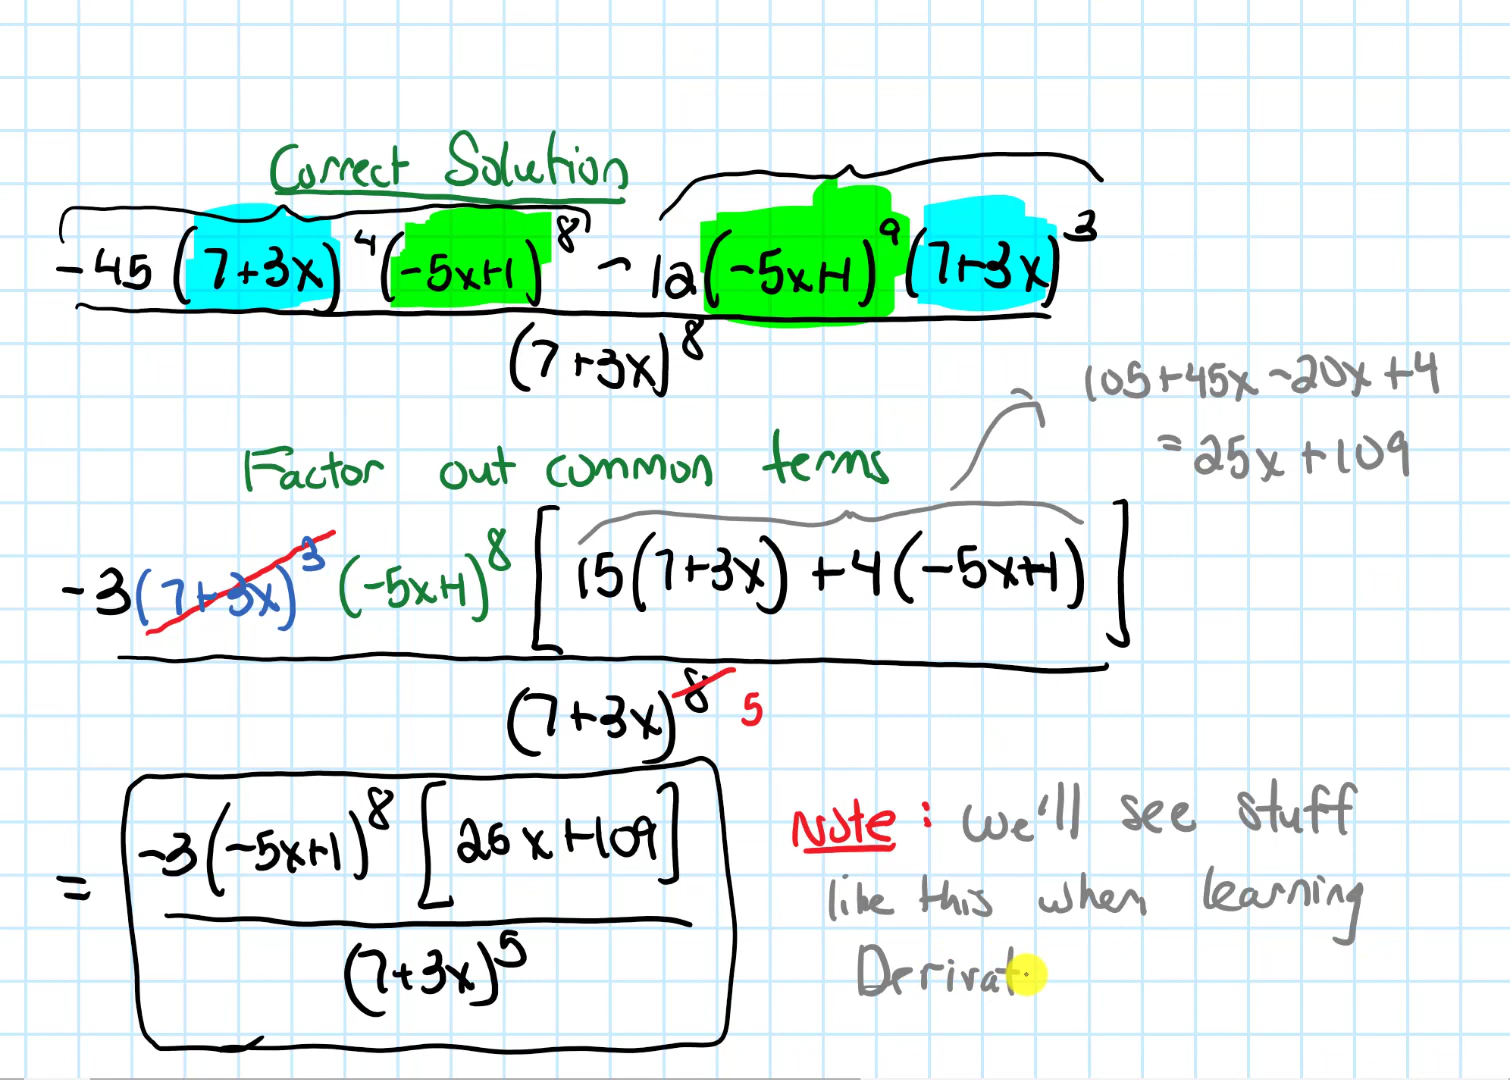 Correct Solution
-45(7+3x)^4(-5x+1)^8 - 12(-5x+1)^9(7+3x)^3
(7+3x)^8
105+45x-20x+4
= 25x+109
Factor out common terms
-3(7+3x)^3(-5x+1)^8[15(7+3x)+4(-5x+1)]
(7+3x)^8 5
= -3(-5x+1)^8[25x+109]
(7+3x)^5
Note: we'll see stuff
like this when learning
Derivat